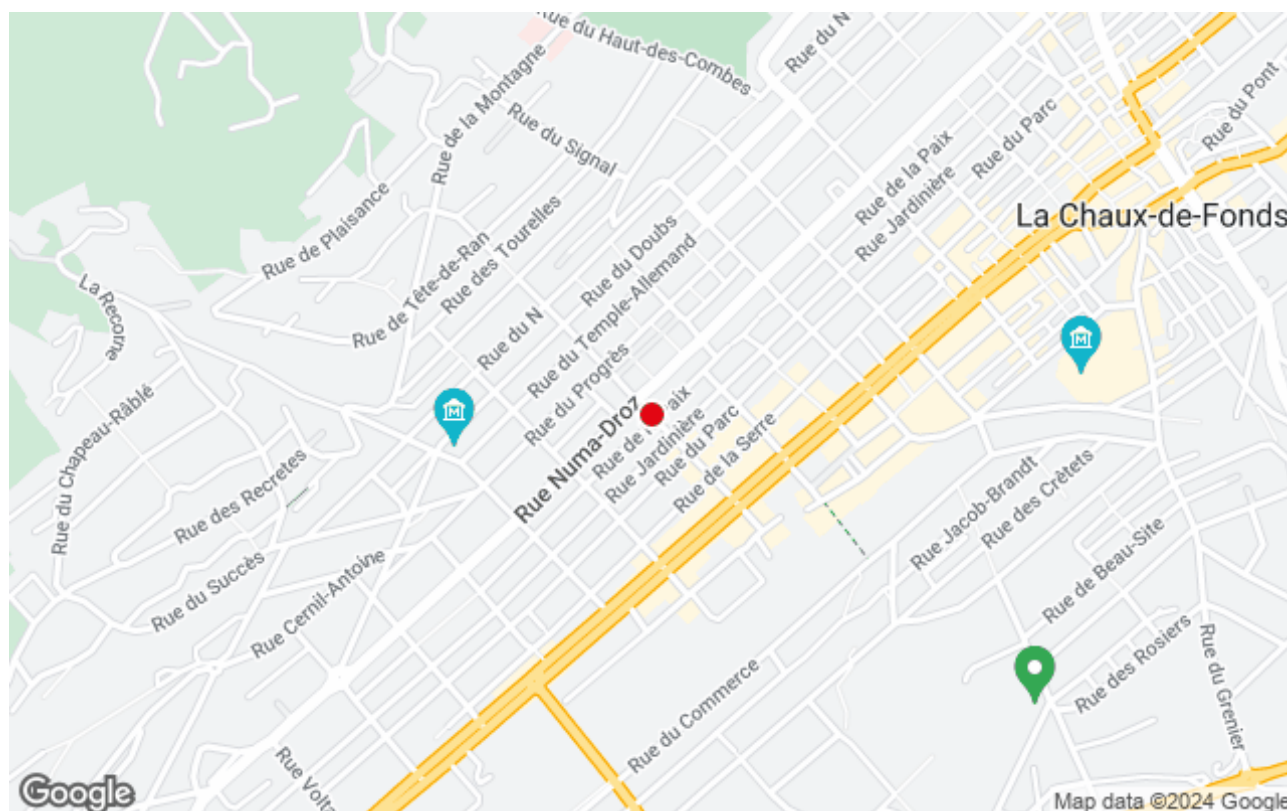 Rue du Haut-des-Combes
Rue du N
Rue de la Montagne
Rue du Signal
Rue du Pont
Rue du Parc
Rue de la Paix
Rue Jardinière
La Chaux-de-Fonds
Rue de Plaisance
Rue de Tête-de-Ran
Rue des Tourelles
Rue du Doubs
Rue du Temple-Allemand
Rue du N
La Recorne
Rue du Progrès
Rue Numa-Droz
Rue de l Paix
Rue Jardinière
Rue du Parc
Rue de la Serre
Rue du Chapeau-Râblé
Rue des Recretes
Rue du Succès
Rue Cernil-Antoine
Rue Jacob-Brandt
Rue des Crêtets
Rue de Beau-Site
Rue des Rosiers
Rue du Grenier
Rue du Commerce
Rue Volta
Google
Map data ©2024 Google